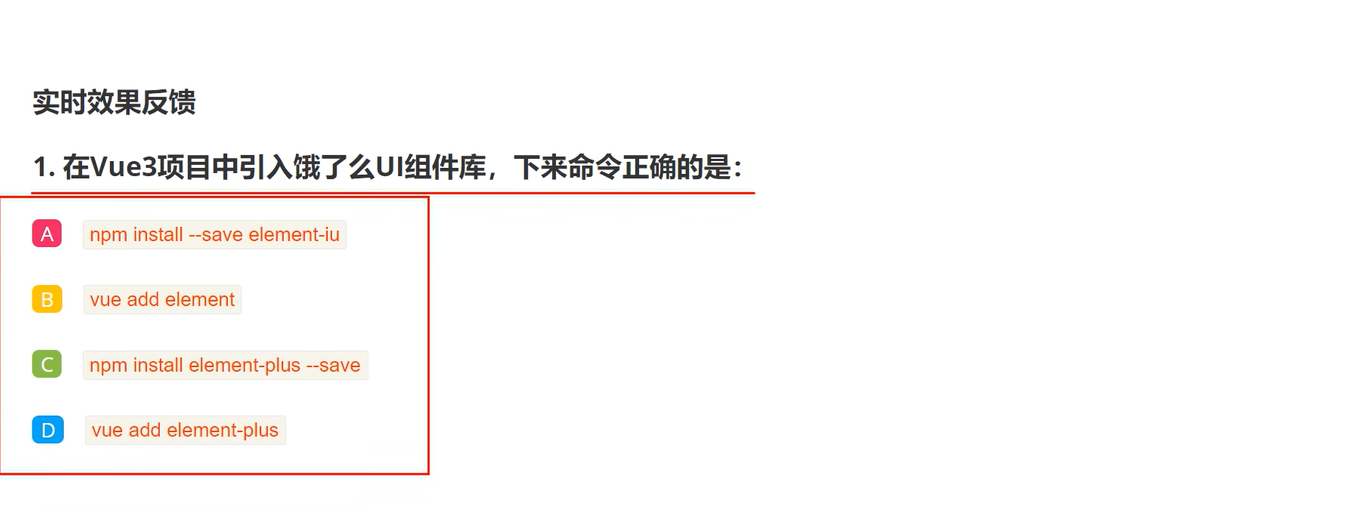 实时效果反馈
1. 在Vue3项目中引入饿了么UI组件库，下来命令正确的是：
A npm install --save element-iu
B vue add element
C npm install element-plus --save
D vue add element-plus